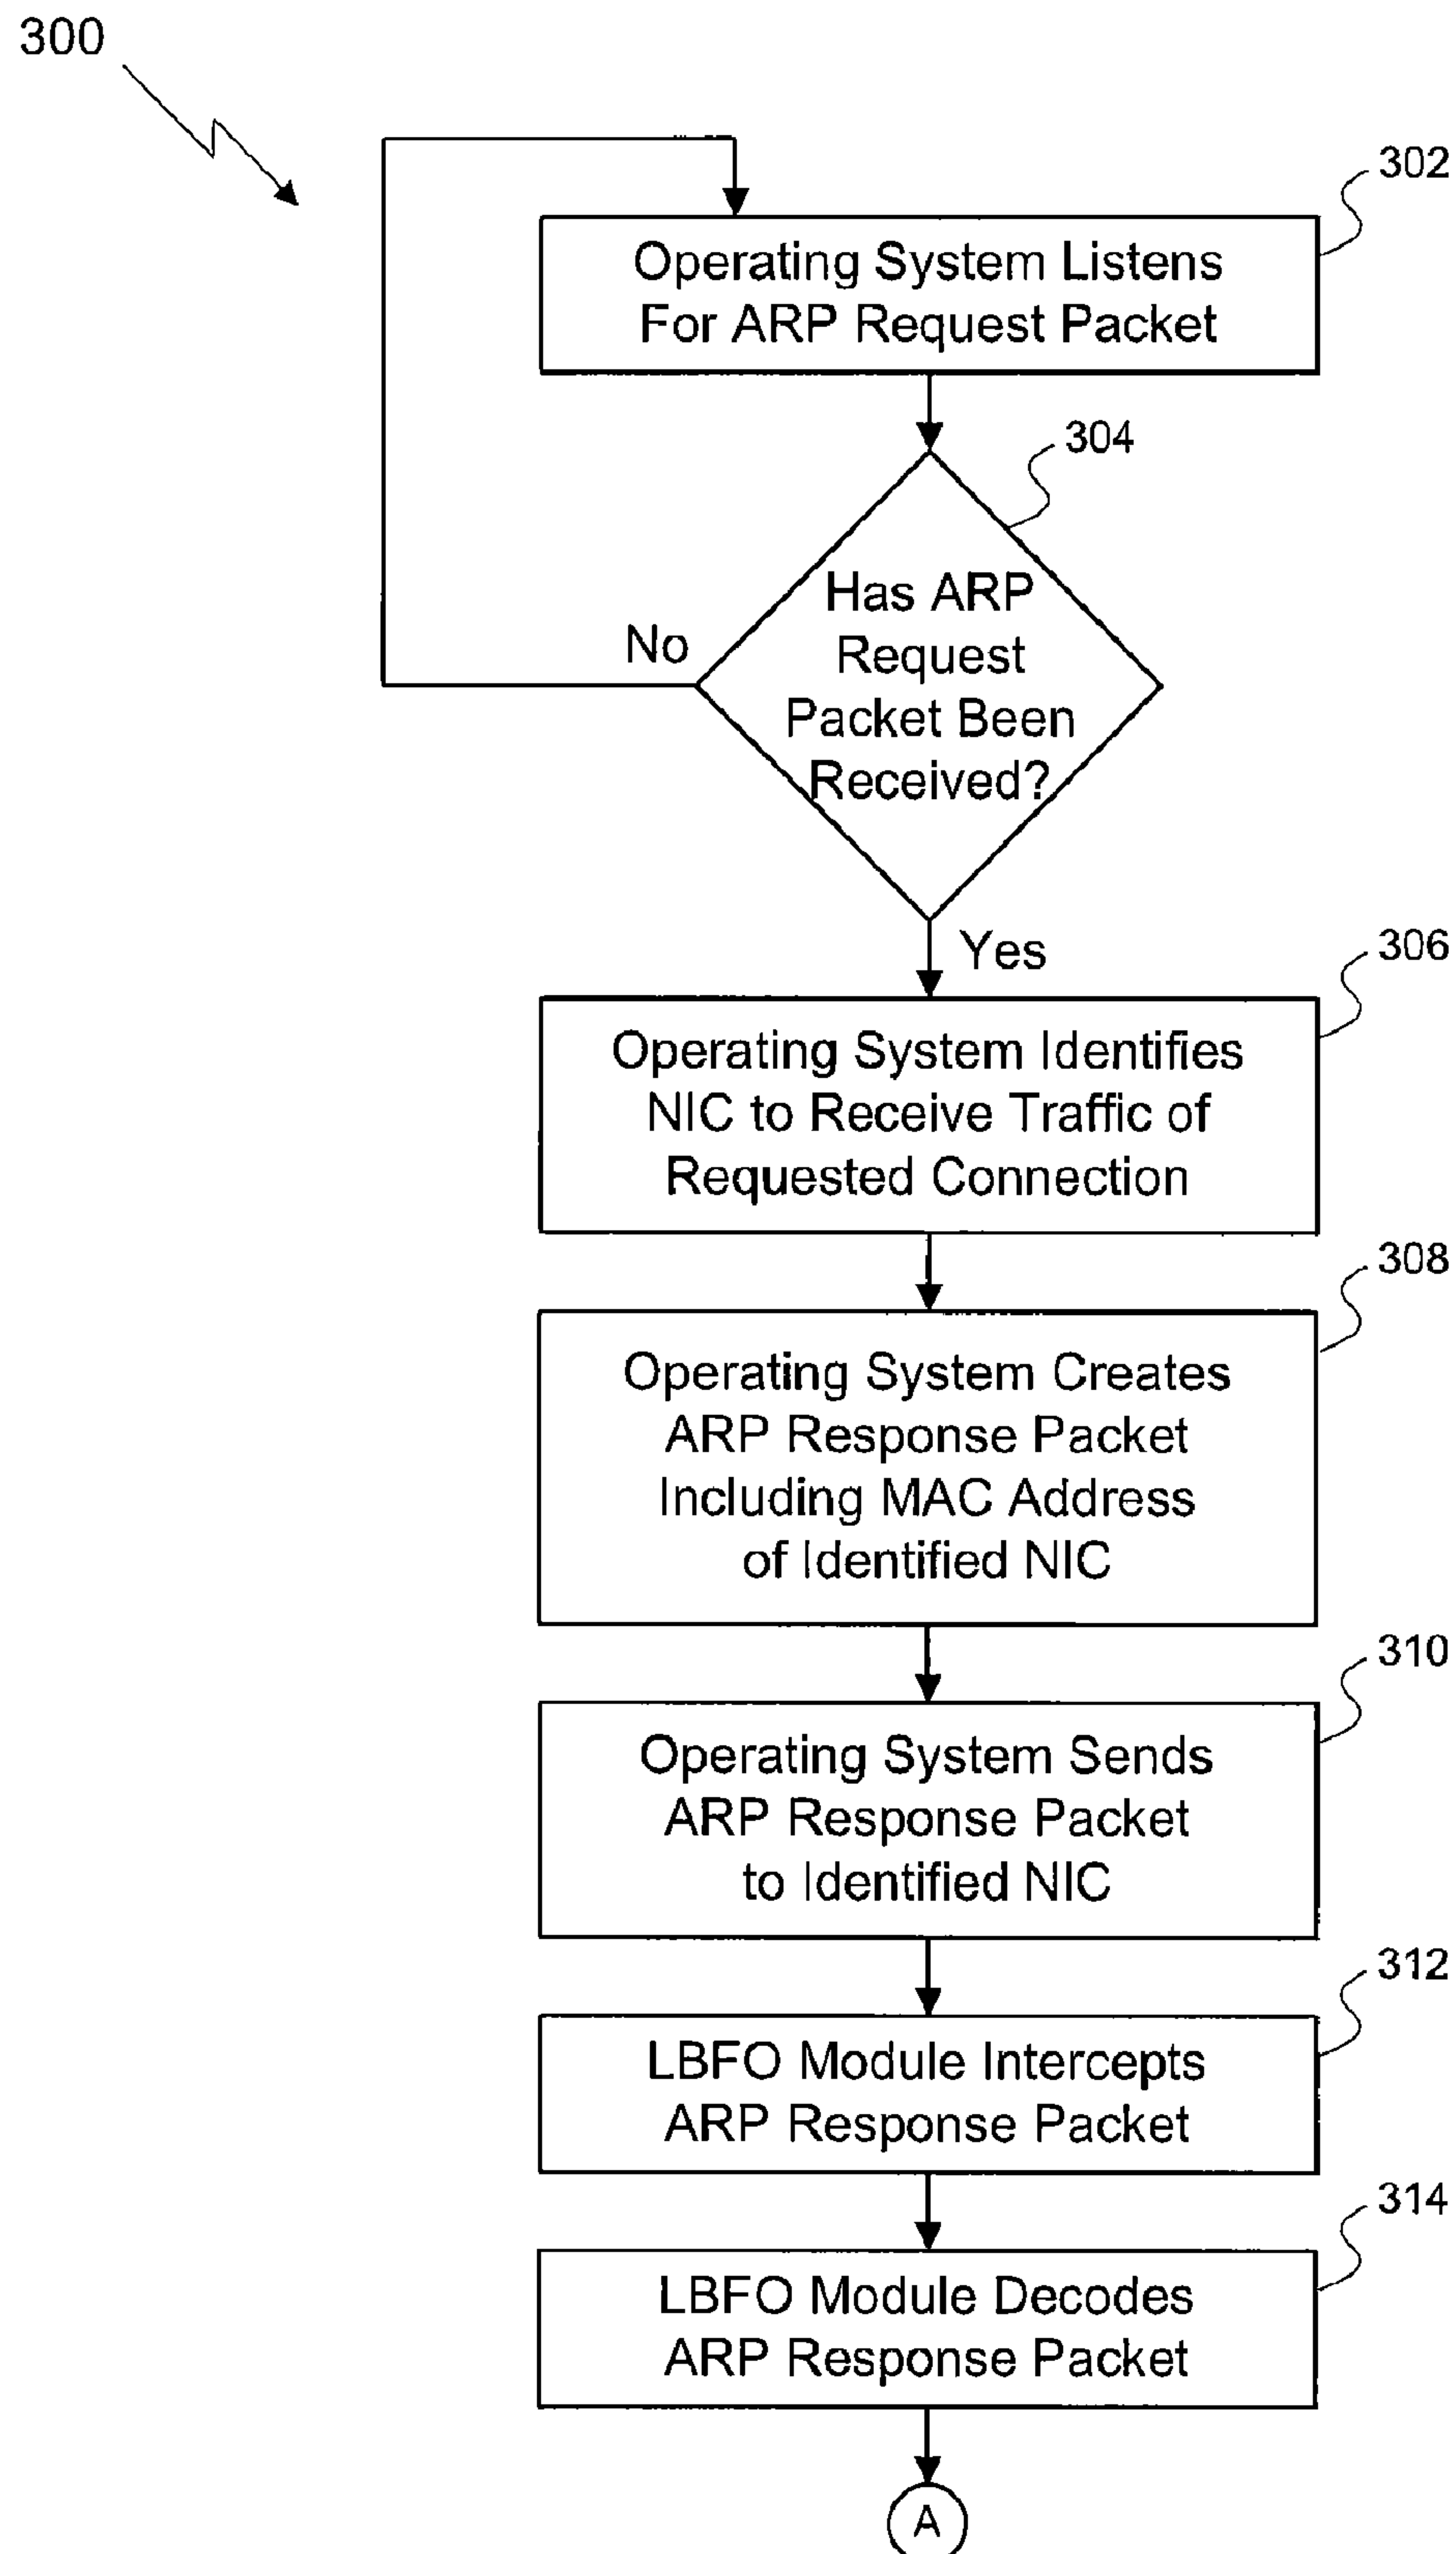 300
302
Operating System Listens
For ARP Request Packet
304
Has ARP
Request
Packet Been
Received?
No
Yes
306
Operating System Identifies
NIC to Receive Traffic of
Requested Connection
308
Operating System Creates
ARP Response Packet
Including MAC Address
of Identified NIC
310
Operating System Sends
ARP Response Packet
to Identified NIC
312
LBFO Module Intercepts
ARP Response Packet
314
LBFO Module Decodes
ARP Response Packet
A